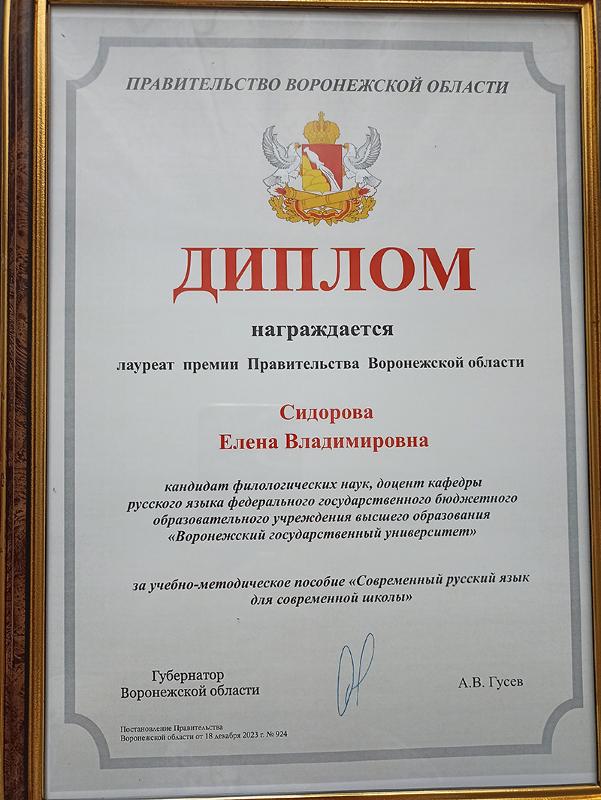 ПРАВИТЕЛЬСТВО ВОРОНЕЖСКОЙ ОБЛАСТИ
ДИПЛОМ
награждается
лауреат премии Правительства Воронежской области
Сидорова
Елена Владимировна
кандидат филологических наук, доцент кафедры
русского языка федерального государственного бюджетного
образовательного учреждения высшего образования
«Воронежский государственный университет»
за учебно-методическое пособие «Современный русский язык
для современной школы»
Губернатор
Воронежской области
А.В. Гусев
Постановление Правительства
Воронежской области от 18 декабря 2023 г. № 924